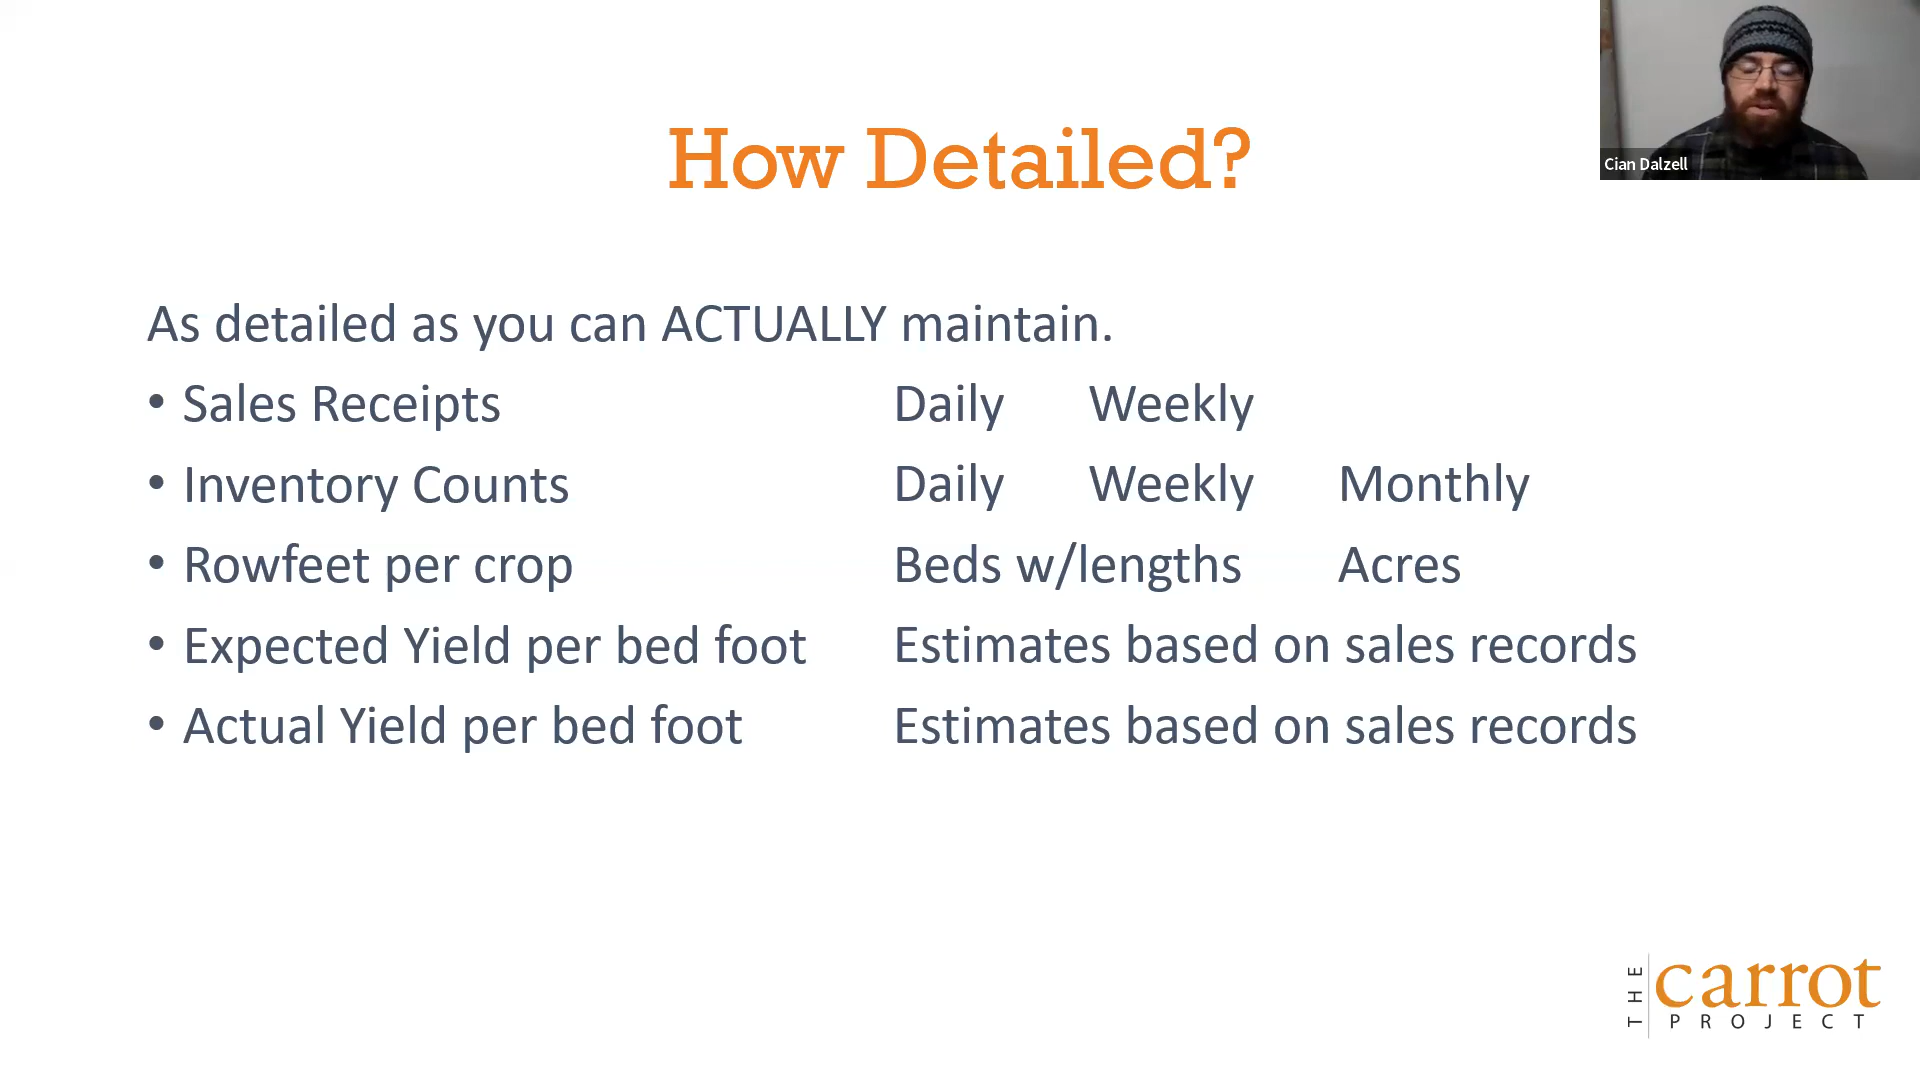 How Detailed?
Cian Dalzell
As detailed as you can ACTUALLY maintain.
• Sales Receipts Daily Weekly
• Inventory Counts Daily Weekly Monthly
• Rowfeet per crop Beds w/lengths Acres
• Expected Yield per bed foot Estimates based on sales records
• Actual Yield per bed foot Estimates based on sales records
THE carrot
PROJECT